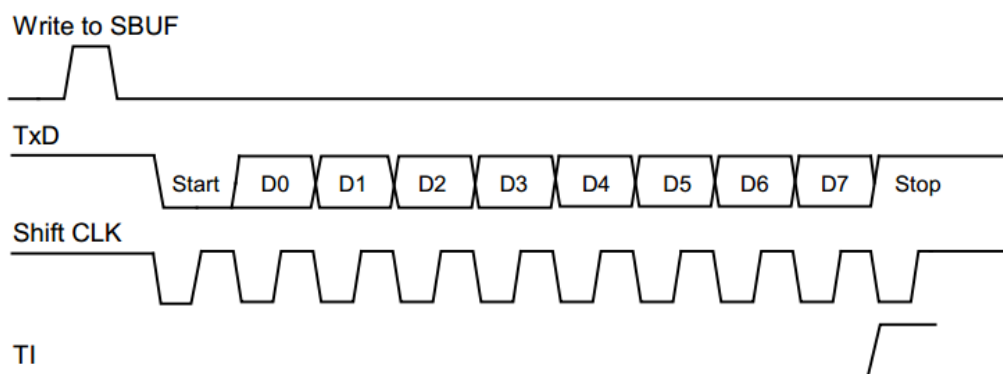 Write to SBUF
TxD
Start D0 D1 D2 D3 D4 D5 D6 D7 Stop
Shift CLK
TI